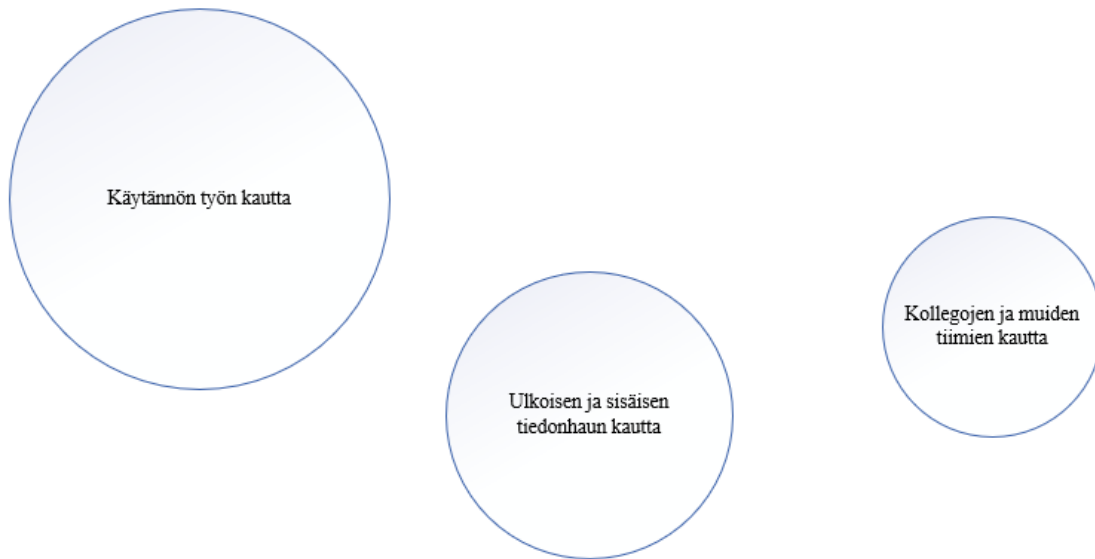 Käytännön työn kautta
Ulkoisen ja sisäisen
tiedonhaun kautta
Kollegojen ja muiden
tiimien kautta